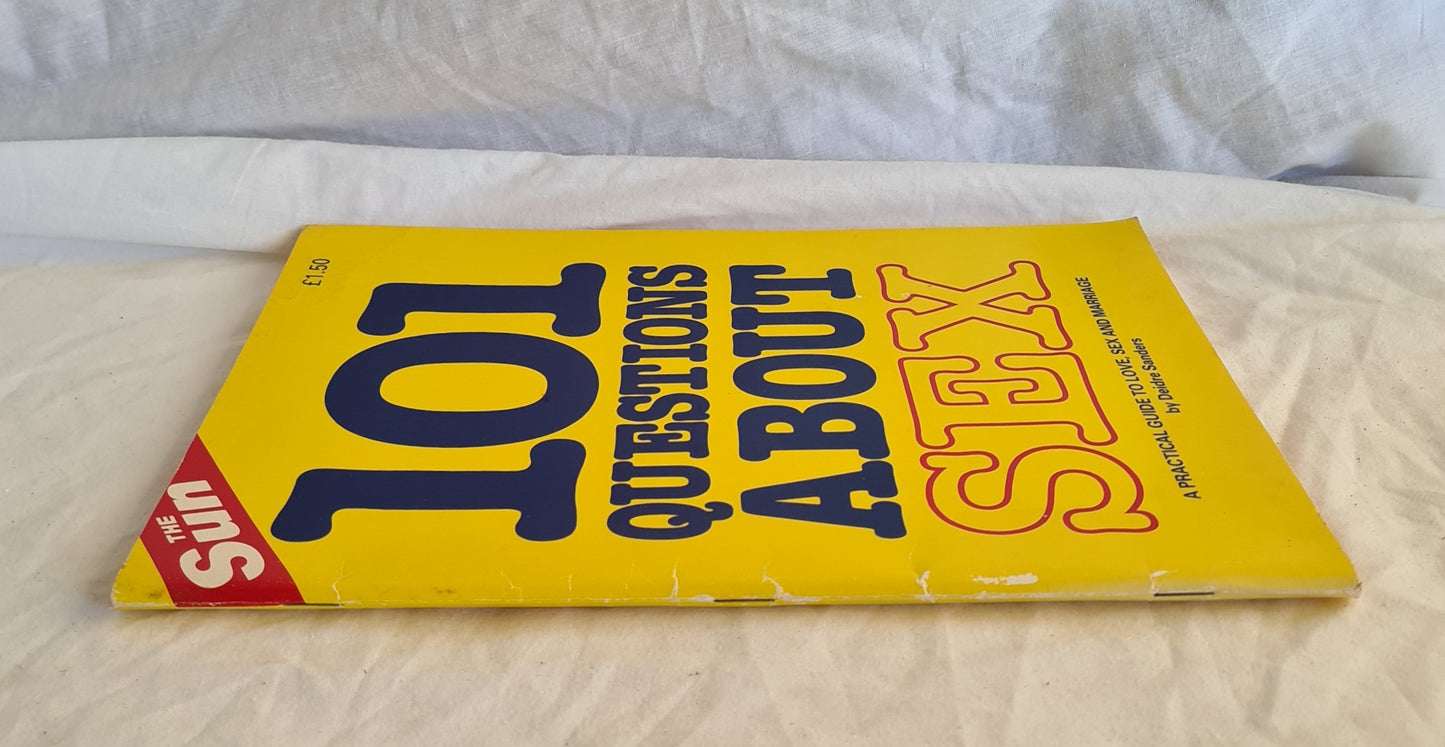 THE
Sun
£1.50
101
QUESTIONS
ABOUT
SEX
A PRACTICAL GUIDE TO LOVE, SEX AND MARRIAGE
by Deidre Sanders